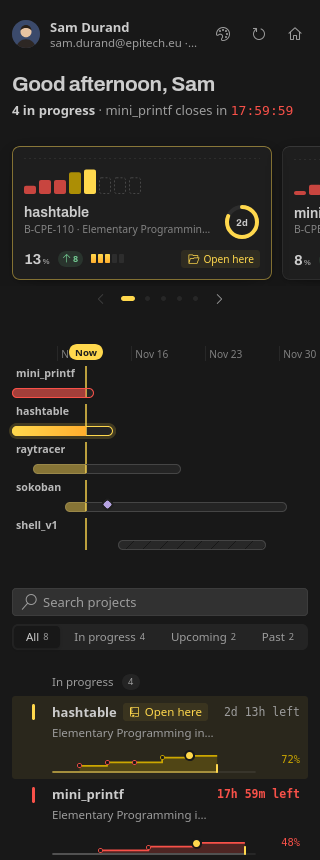 Sam Durand
sam.durand@epitech.eu ·...
Good afternoon, Sam
4 in progress · mini_printf closes in 17:59:59
hashtable
B-CPE-110 · Elementary Programmin...
2d
13% ↑ 8 Open here
mini
B-CPE
8%
Now
Nov 16 Nov 23 Nov 30
mini_printf
hashtable
raytracer
sokoban
shell_v1
Search projects
All 8 In progress 4 Upcoming 2 Past 2
In progress 4
hashtable Open here 2d 13h left
Elementary Programming in...
72%
mini_printf 17h 59m left
Elementary Programming i...
48%